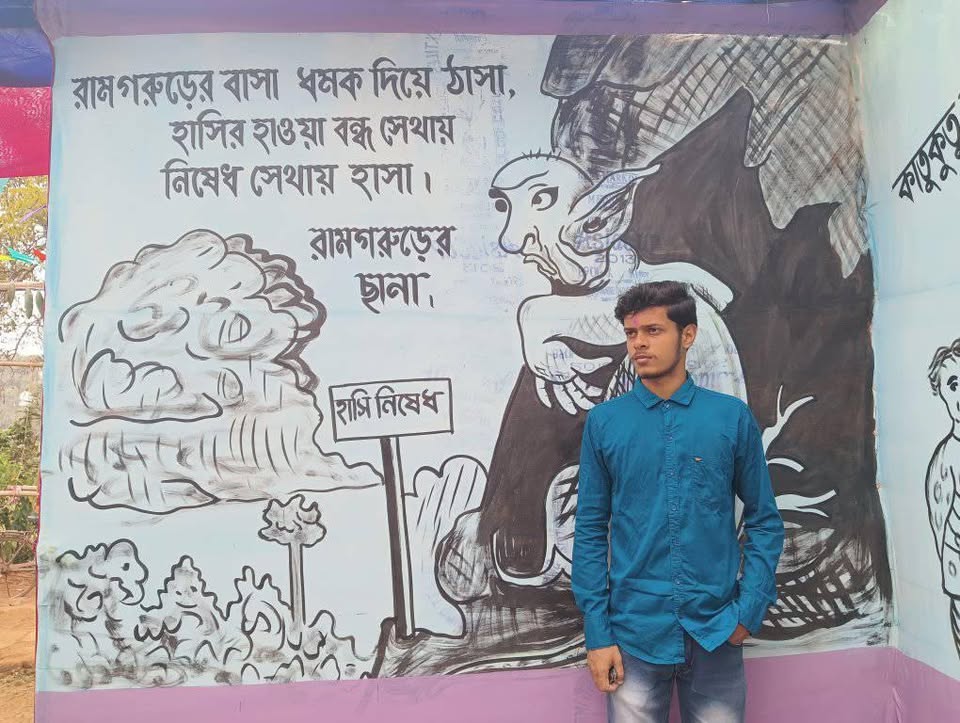 রামগরুড়ের বাসা ধমক দিয়ে ঠাসা,
হাসির হাওয়া বন্ধ সেথায়
নিষেধ সেথায় হাসা।
রামগরুড়ের
ছানা।
হাসি নিষেধ
কাতুকুতু